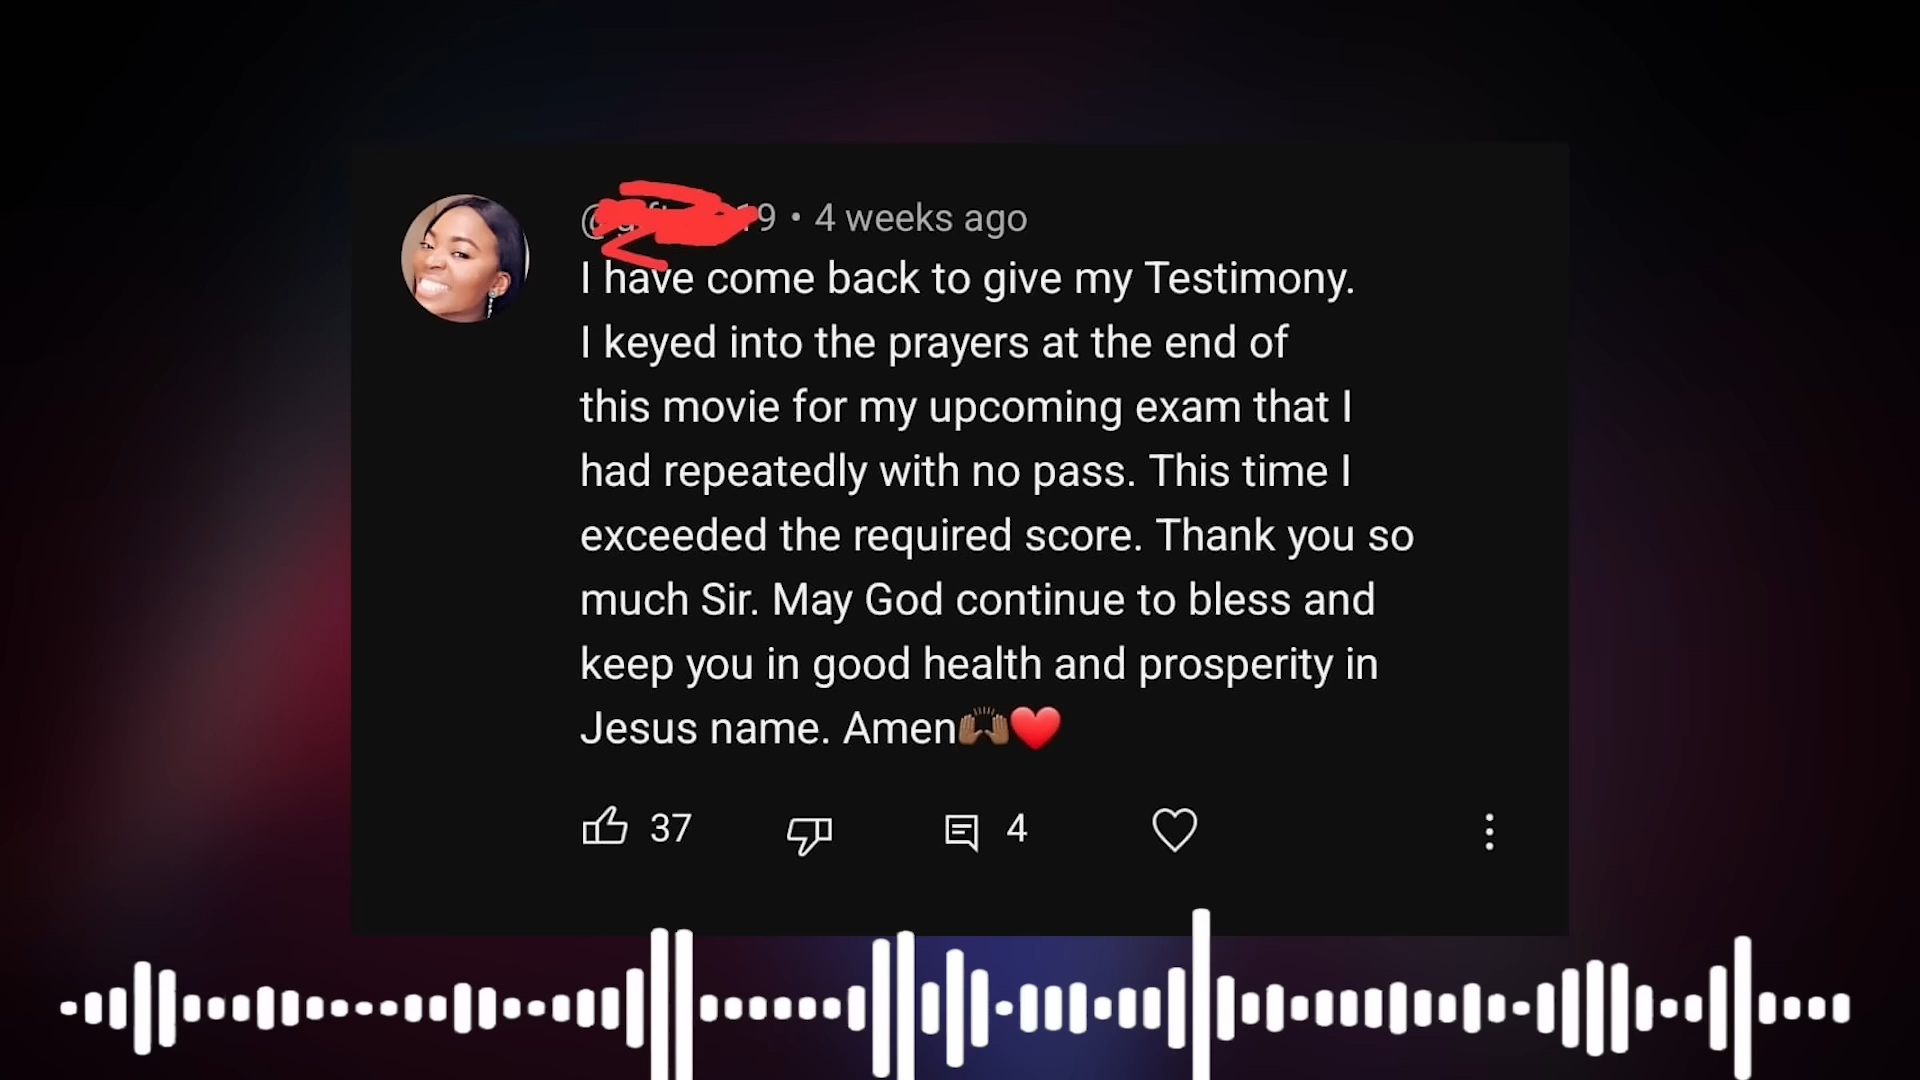 19 • 4 weeks ago
I have come back to give my Testimony.
I keyed into the prayers at the end of
this movie for my upcoming exam that I
had repeatedly with no pass. This time I
exceeded the required score. Thank you so
much Sir. May God continue to bless and
keep you in good health and prosperity in
Jesus name. Amen🙌🏾❤️
37 4